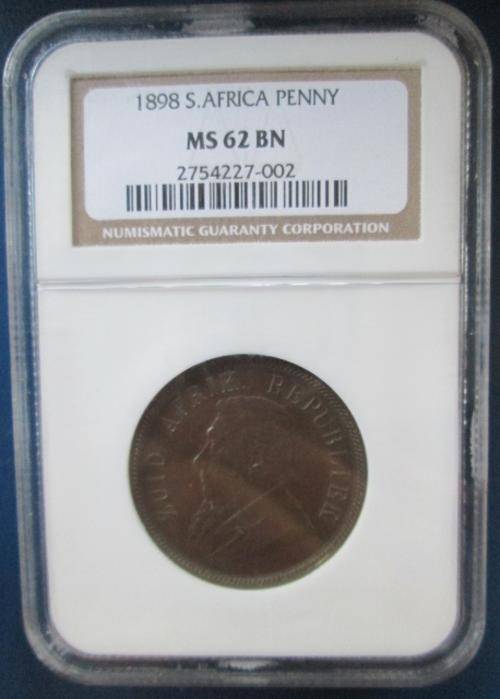 1898 S.AFRICA PENNY
MS 62 BN
2754227-002
NUMISMATIC GUARANTY CORPORATION
ZUID AFRIK. REPUBLIEK